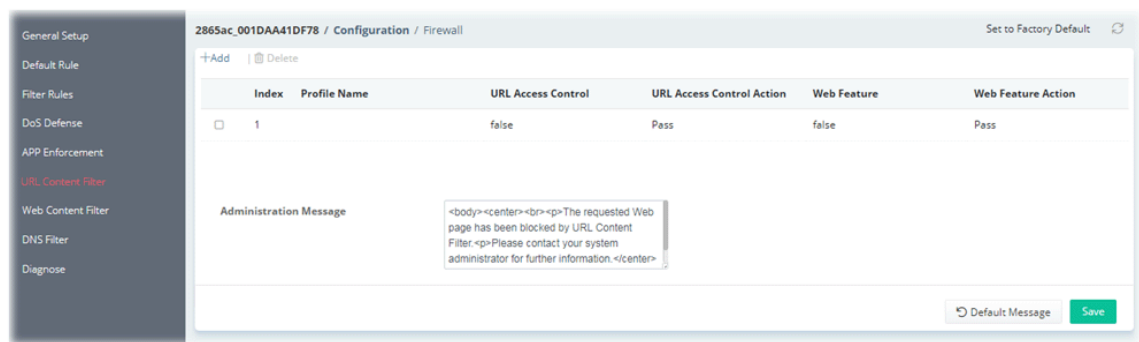 General Setup
Default Rule
Filter Rules
DoS Defense
APP Enforcement
URL Content Filter
Web Content Filter
DNS Filter
Diagnose
2865ac_001DAA41DF78 / Configuration / Firewall
Set to Factory Default
+Add | Delete
Index Profile Name URL Access Control URL Access Control Action Web Feature Web Feature Action
1 false Pass false Pass
Administration Message
<body><center><br><p>The requested Web
page has been blocked by URL Content
Filter.<p>Please contact your system
administrator for further information.</center>
Default Message
Save